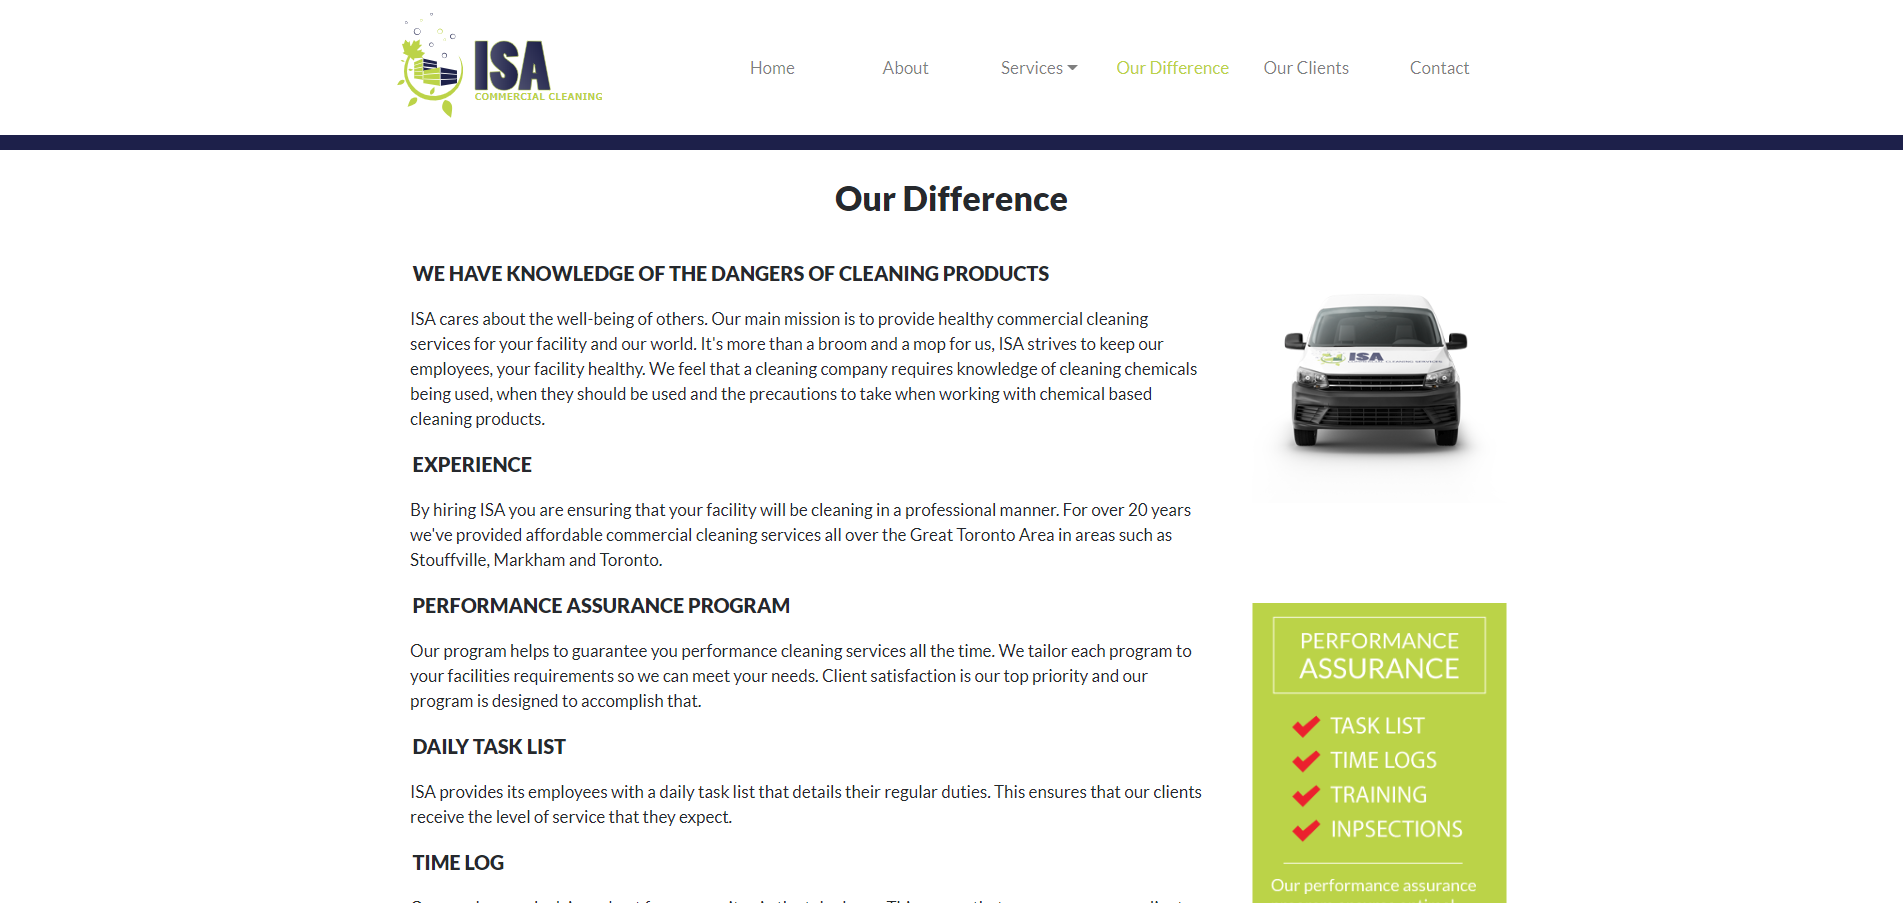 ISA
COMMERCIAL CLEANING
Home
About
Services
Our Difference
Our Clients
Contact
Our Difference
WE HAVE KNOWLEDGE OF THE DANGERS OF CLEANING PRODUCTS
ISA cares about the well-being of others. Our main mission is to provide healthy commercial cleaning
services for your facility and our world. It's more than a broom and a mop for us, ISA strives to keep our
employees, your facility healthy. We feel that a cleaning company requires knowledge of cleaning chemicals
being used, when they should be used and the precautions to take when working with chemical based
cleaning products.
EXPERIENCE
By hiring ISA you are ensuring that your facility will be cleaning in a professional manner. For over 20 years
we've provided affordable commercial cleaning services all over the Great Toronto Area in areas such as
Stouffville, Markham and Toronto.
PERFORMANCE ASSURANCE PROGRAM
Our program helps to guarantee you performance cleaning services all the time. We tailor each program to
your facilities requirements so we can meet your needs. Client satisfaction is our top priority and our
program is designed to accomplish that.
DAILY TASK LIST
ISA provides its employees with a daily task list that details their regular duties. This ensures that our clients
receive the level of service that they expect.
TIME LOG
ISA
CLEANING SERVICES
PERFORMANCE
ASSURANCE
TASK LIST
TIME LOGS
TRAINING
INPSECTIONS
Our performance assurance